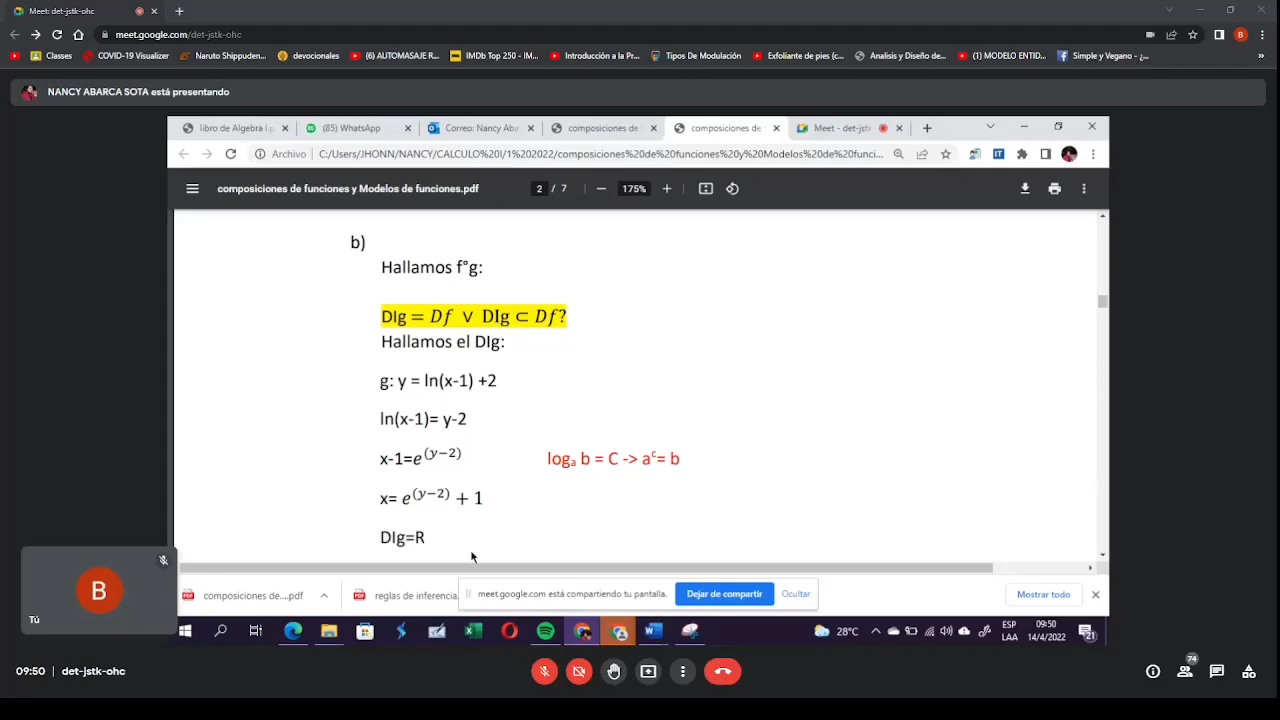 Meet: det-jstk-ohc
meet.google.com/det-jstk-ohc
Classes COVID-19 Visualizer Naruto Shippuden... devocionales (6) AUTOMASAJE R... IMDb Top 250 - IM... Introducción a la Pr... Tipos De Modulación Exfoliante de pies (c... Analisis y Diseño de... (1) MODELO ENTID... Simple y Vegano - ¿... »
NANCY ABARCA SOTA está presentando
libro de Algebra I.p (85) WhatsApp Correo: Nancy Aba composiciones de composiciones de Meet - det-jstk
Archivo C:/Users/JHONN/NANCY/CALCULO%20I/1%202022/composiciones%20de%20funciones%20y%20Modelos%20de%20funci...
composiciones de funciones y Modelos de funciones.pdf 2 / 7 175%
b)
Hallamos f°g:
DIg = Df ∨ DIg ⊂ Df?
Hallamos el DIg:
g: y = ln(x-1) +2
ln(x-1)= y-2
x-1=e^(y−2) logₐ b = C -> aᶜ= b
x= e^(y−2) + 1
DIg=R
composiciones de....pdf reglas de inferencia. meet.google.com está compartiendo tu pantalla. Dejar de compartir Ocultar Mostrar todo
B
Tú
28°C ESP LAA 09:50 14/4/2022 21
09:50 | det-jstk-ohc 74